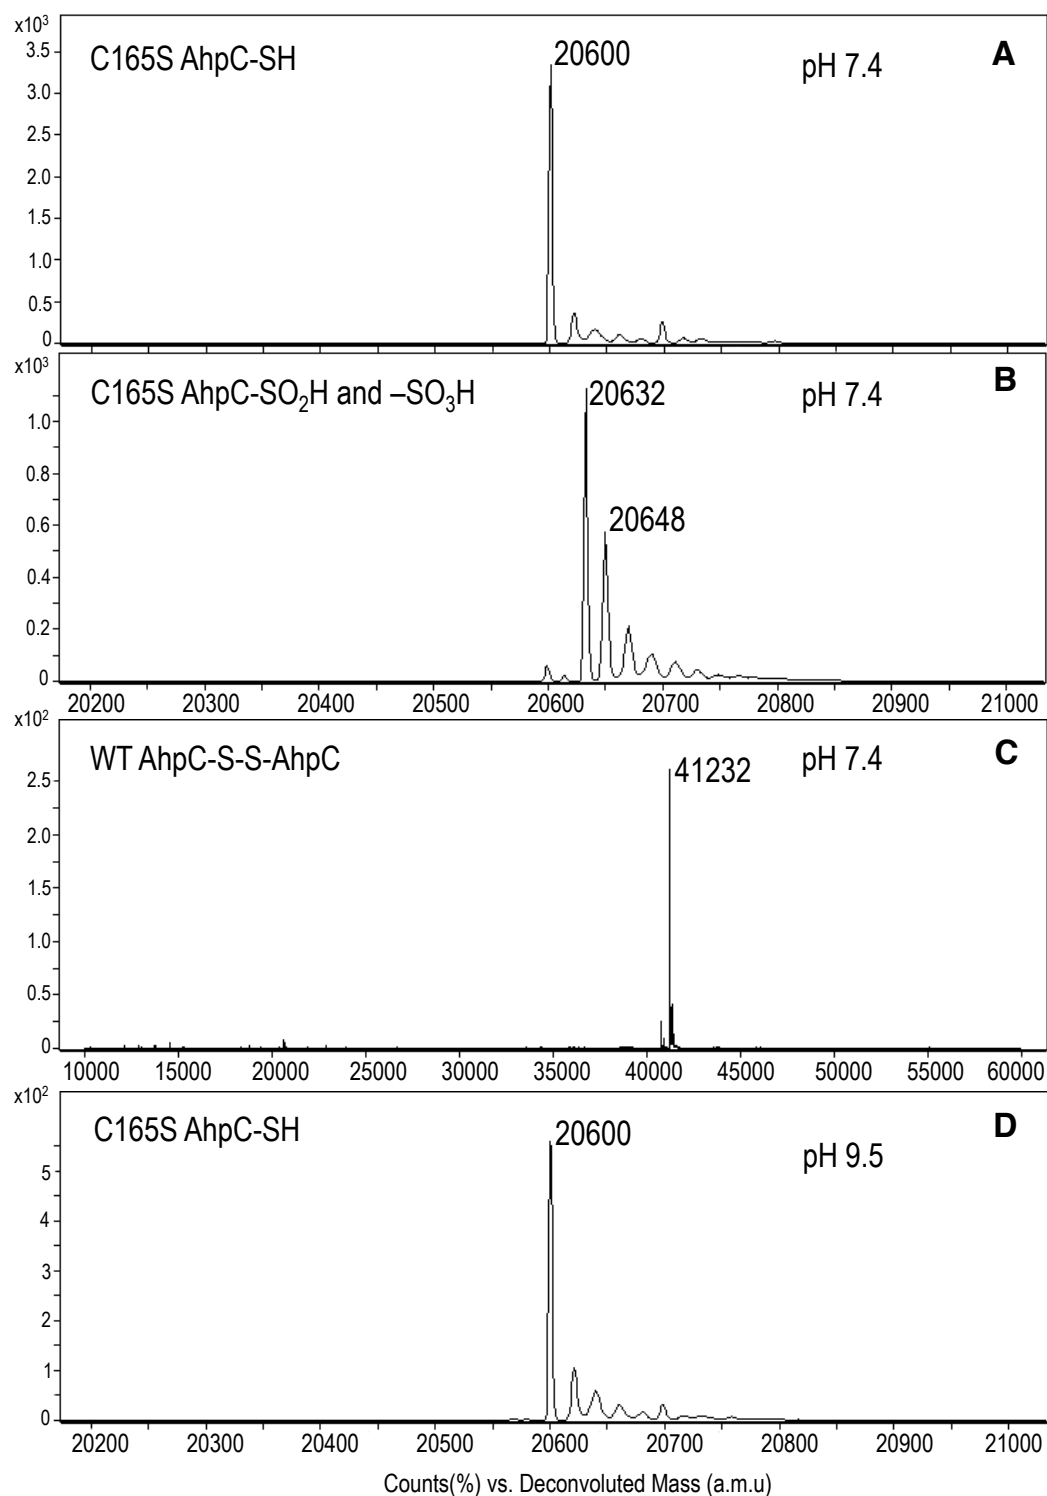 x10³
C165S AhpC-SH
20600
pH 7.4
A
3.5
3.0
2.5
2.0
1.5
1.0
0.5
0
x10³
C165S AhpC-SO₂H and –SO₃H
20632
pH 7.4
B
20648
1.0
0.8
0.6
0.4
0.2
0
20200 20300 20400 20500 20600 20700 20800 20900 21000
x10²
WT AhpC-S-S-AhpC
41232
pH 7.4
C
2.5
2.0
1.5
1.0
0.5
0
10000 15000 20000 25000 30000 35000 40000 45000 50000 55000 60000
x10²
C165S AhpC-SH
20600
pH 9.5
D
5
4
3
2
1
0
20200 20300 20400 20500 20600 20700 20800 20900 21000
Counts(%) vs. Deconvoluted Mass (a.m.u)